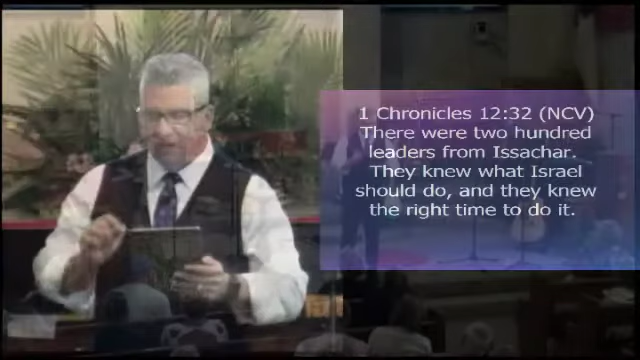 1 Chronicles 12:32 (NCV)
There were two hundred
leaders from Issachar.
They knew what Israel
should do, and they knew
the right time to do it.